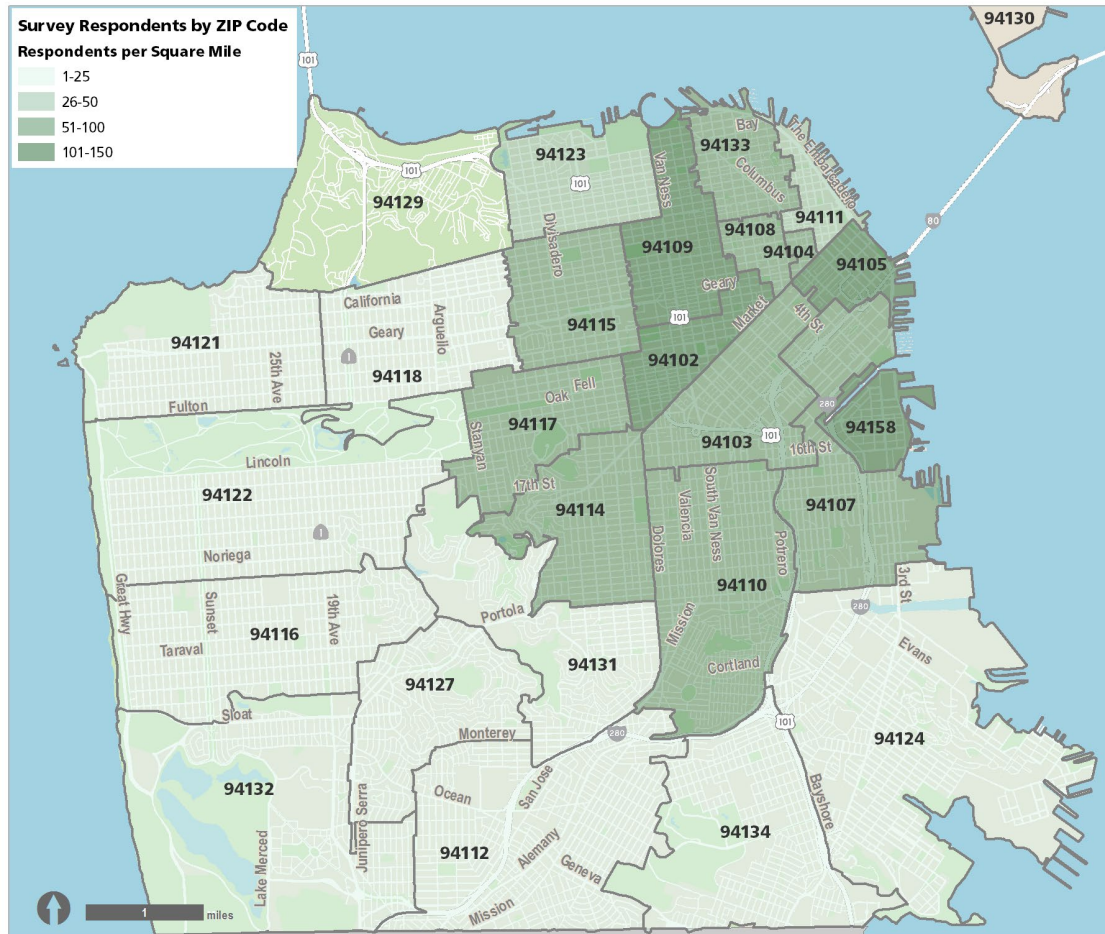 Survey Respondents by ZIP Code
Respondents per Square Mile
1-25
26-50
51-100
101-150
94130
101
80
94123
101
Van Ness
Bay
94133
Columbus
The Embarcadero
101
94129
Divisadero
94109
94108
94104
94111
94105
Geary
Market
4th St
California
Geary
Arguello
94115
101
94121
25th Ave
1
94118
94102
Fulton
Oak
Fell
280
94158
94117
Stanyan
94103
101
16th St
Lincoln
94122
17th St
94114
Valencia
South Van Ness
94107
1
Noriega
Dolores
Potrero
94110
3rd St
Great Hwy
Sunset
19th Ave
Portola
280
94116
Taraval
Mission
Evans
94131
Cortland
94127
Sloat
Monterey
280
101
94124
94132
Ocean
San Jose
Bayshore
Junipero Serra
Lake Merced
94112
Alemany
Geneva
94134
Mission
1
miles